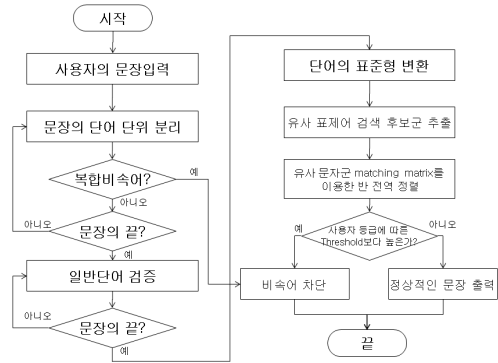 시작
사용자의 문장입력
문장의 단어 단위 분리
복합비속어?
예
아니오
문장의 끝?
아니오
예
일반단어 검증
문장의 끝?
아니오
예
단어의 표준형 변환
유사 표제어 검색 후보군 추출
유사 문자군 matching matrix를
이용한 반 전역 정렬
사용자 등급에 따른
Threshold보다 높은가?
예
아니오
비속어 차단
정상적인 문장 출력
끝